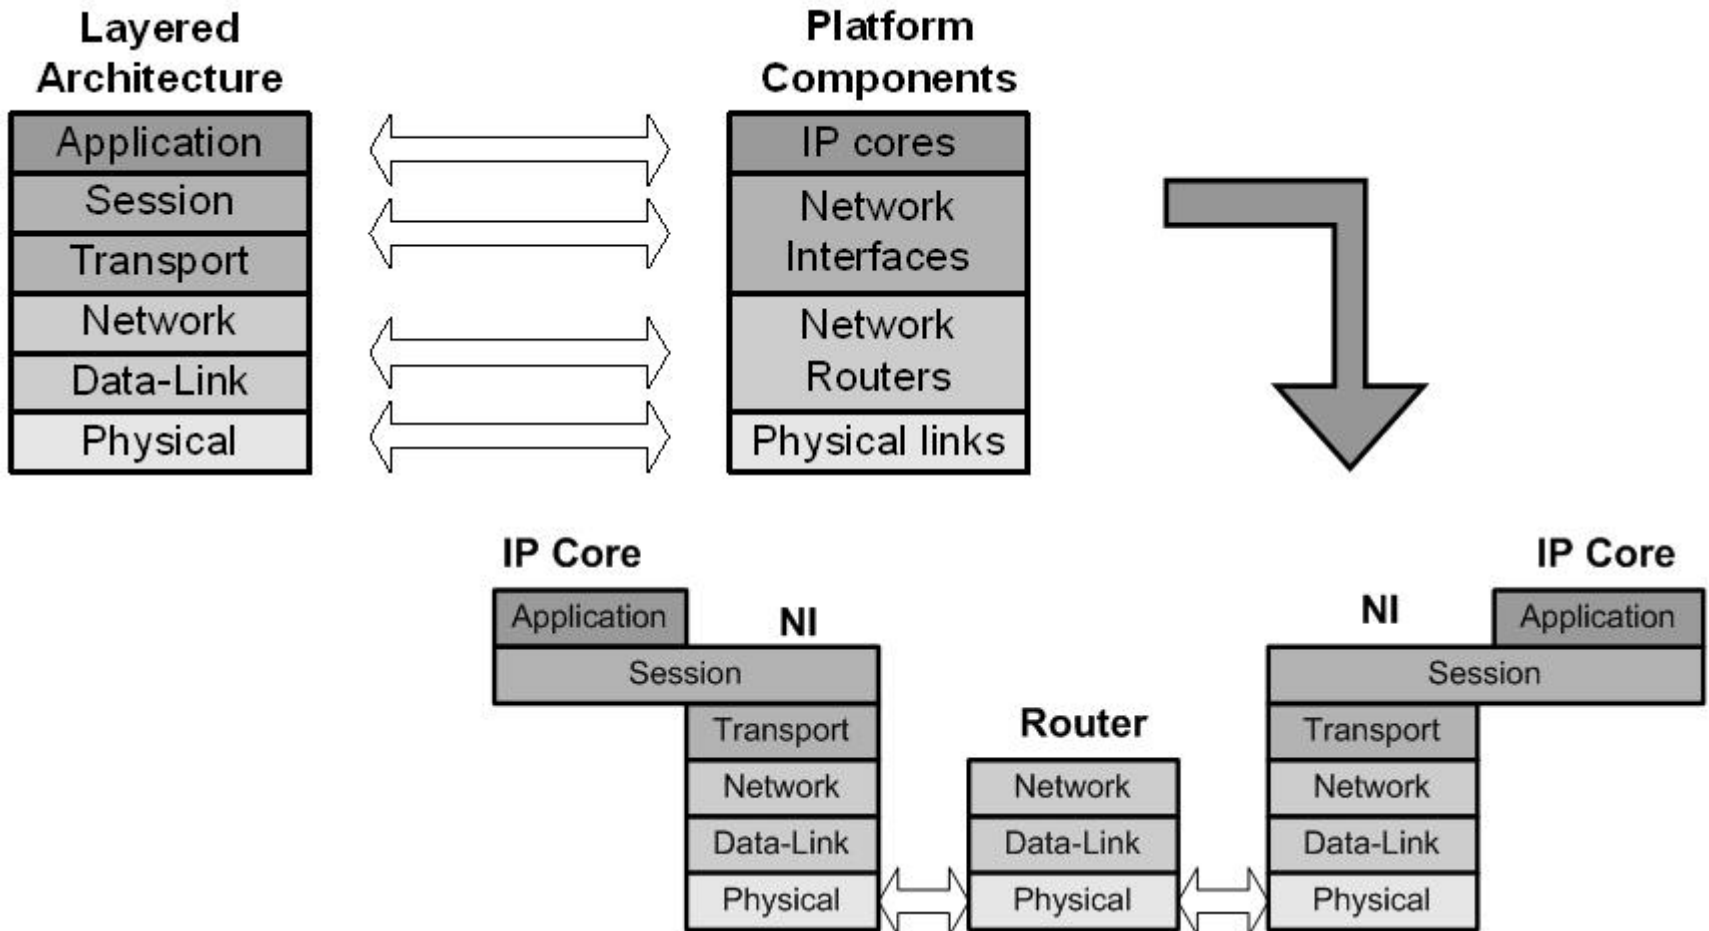 Layered
Architecture
Application
Session
Transport
Network
Data-Link
Physical
Platform
Components
IP cores
Network
Interfaces
Network
Routers
Physical links
IP Core
Application
NI
Session
Transport
Network
Data-Link
Physical
Router
Network
Data-Link
Physical
IP Core
NI
Application
Session
Transport
Network
Data-Link
Physical